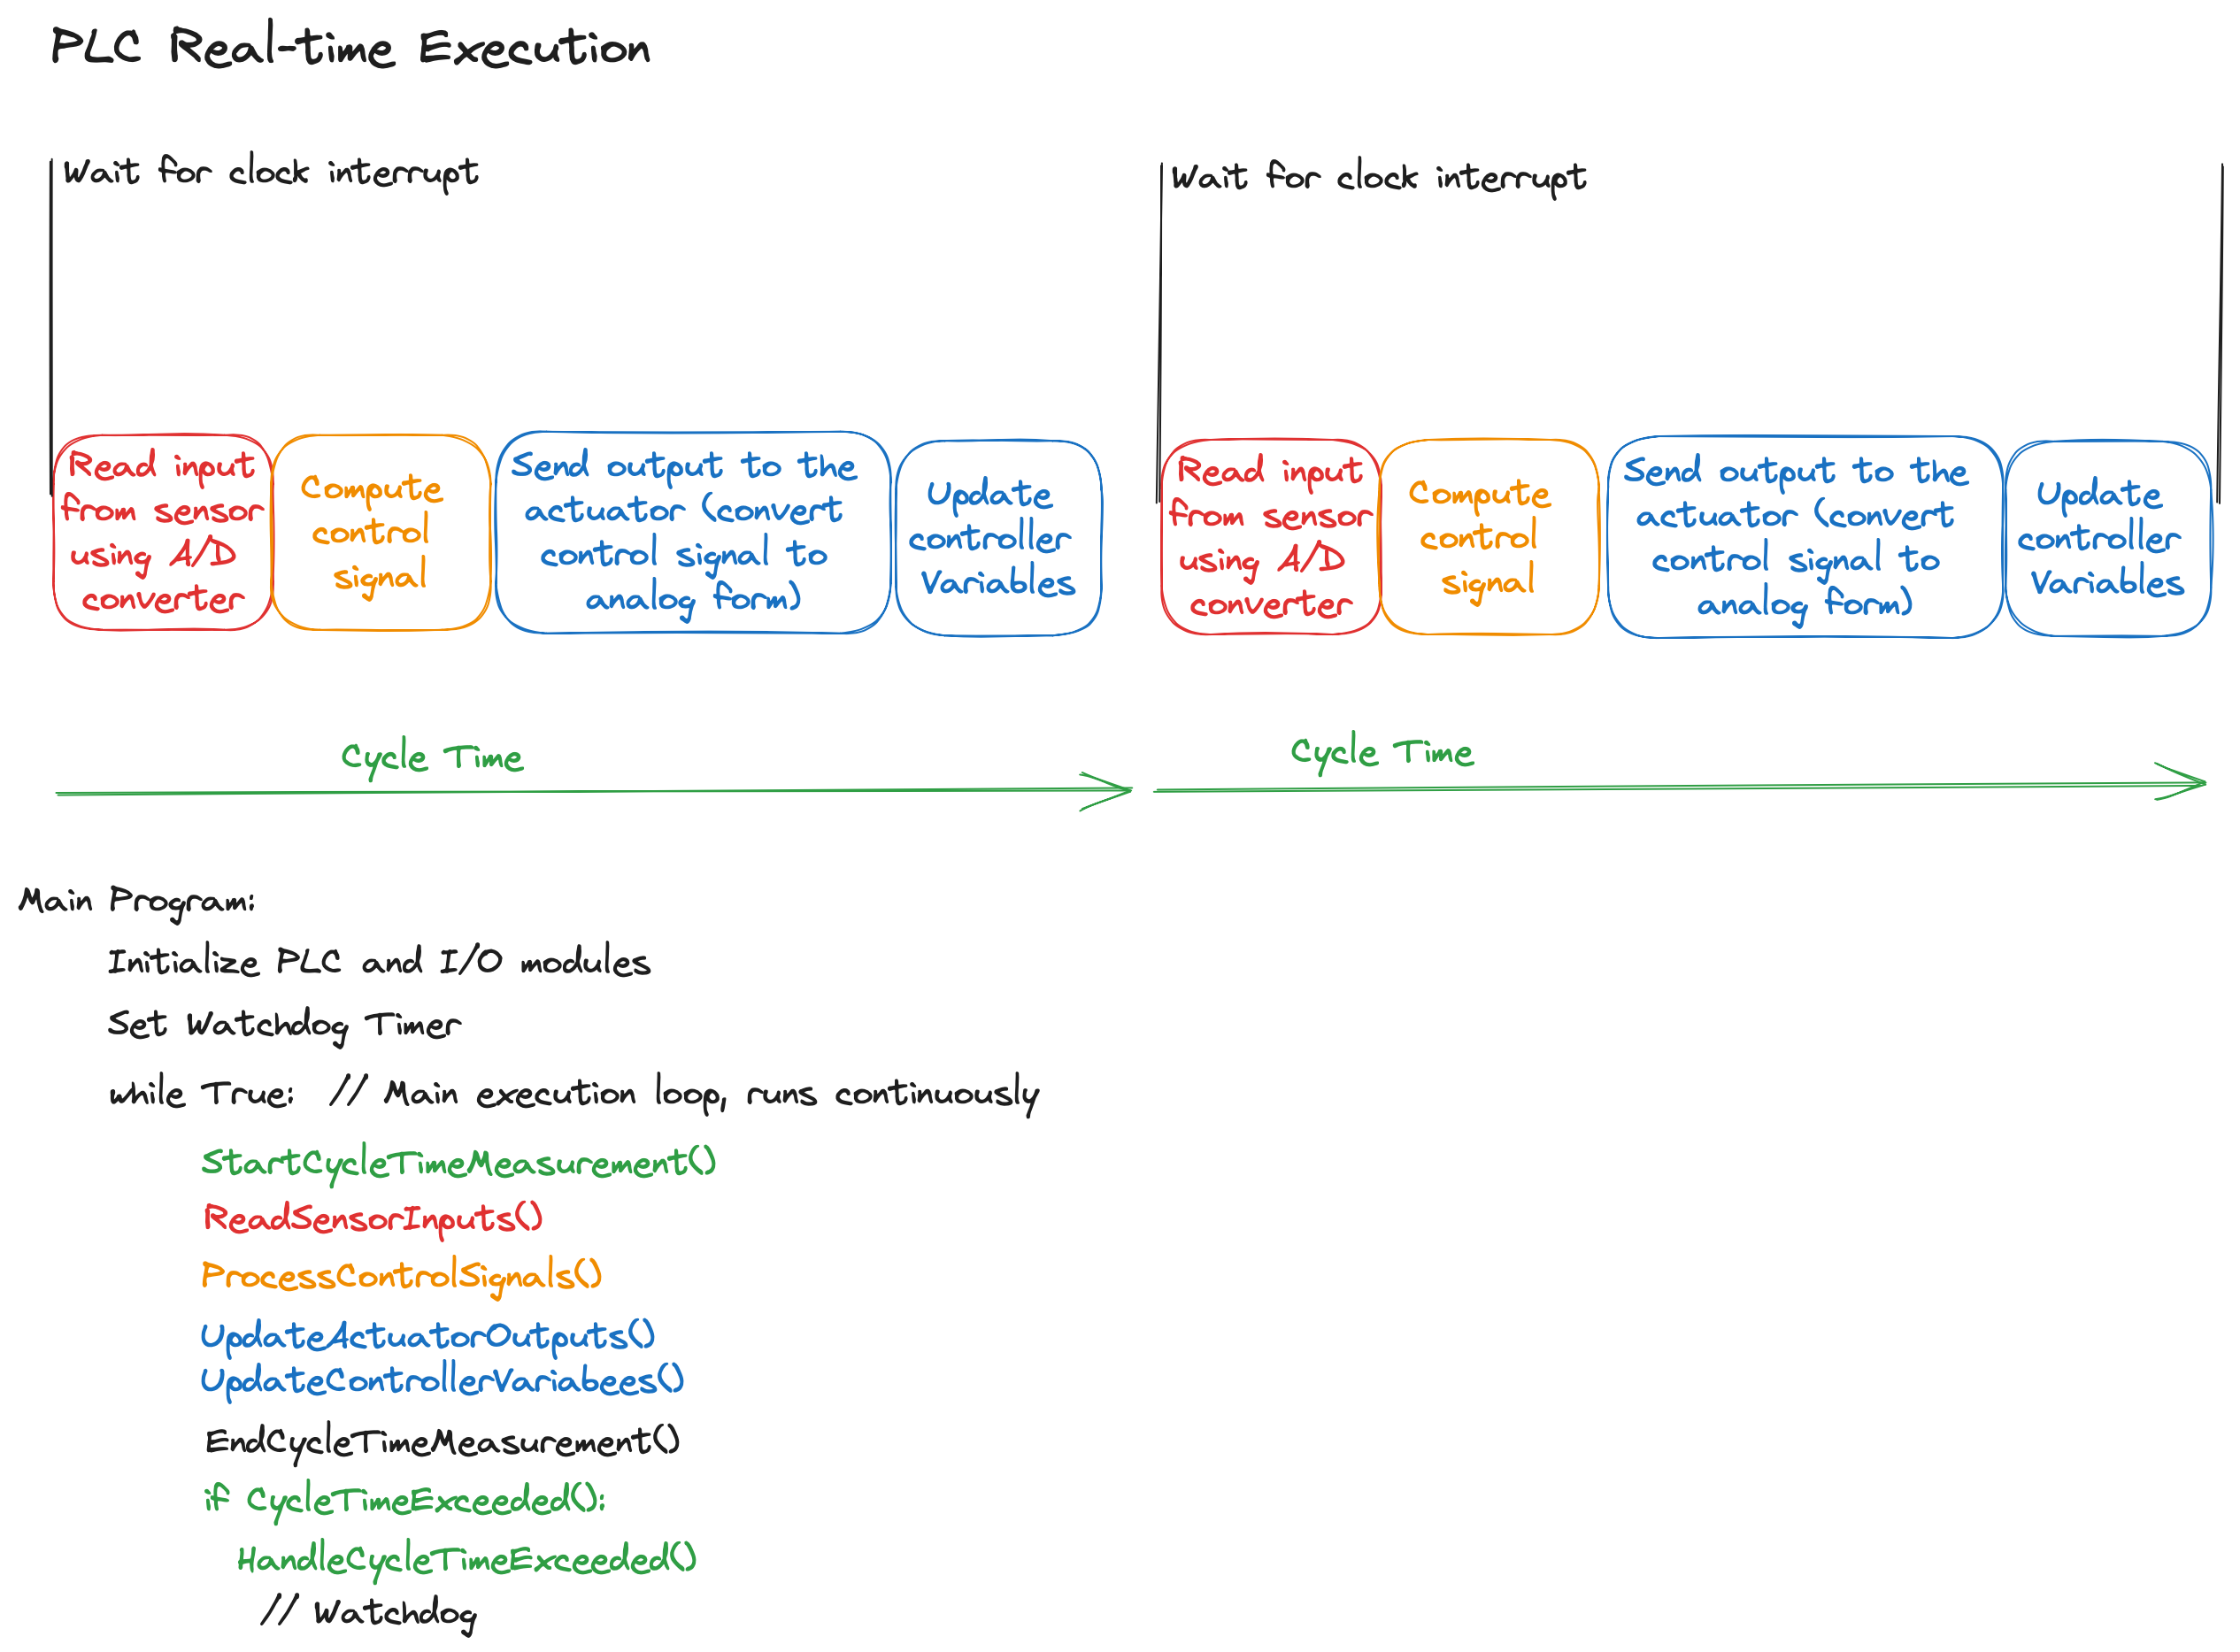 PLC Real-time Execution
Wait for clock interrupt
Wait for clock interrupt
Read input
from sensor
using A/D
converter
Compute
control
signal
Send output to the
actuator (convert
control signal to
analog form)
Update
controller
Variables
Read input
from sensor
using A/D
converter
Compute
control
signal
Send output to the
actuator (convert
control signal to
analog form)
Update
controller
Variables
Cycle Time
Cycle Time
Main Program:
Initialize PLC and I/O modules
Set Watchdog Timer
while True: // Main execution loop, runs continuously
StartCycleTimeMeasurement()
ReadSensorInputs()
ProcessControlSignals()
UpdateActuatorOutputs()
UpdateControllerVariabees()
EndCycleTimeMeasurement()
if CycleTimeExceeded():
HandleCycleTimeExceeded()
// Watchdog